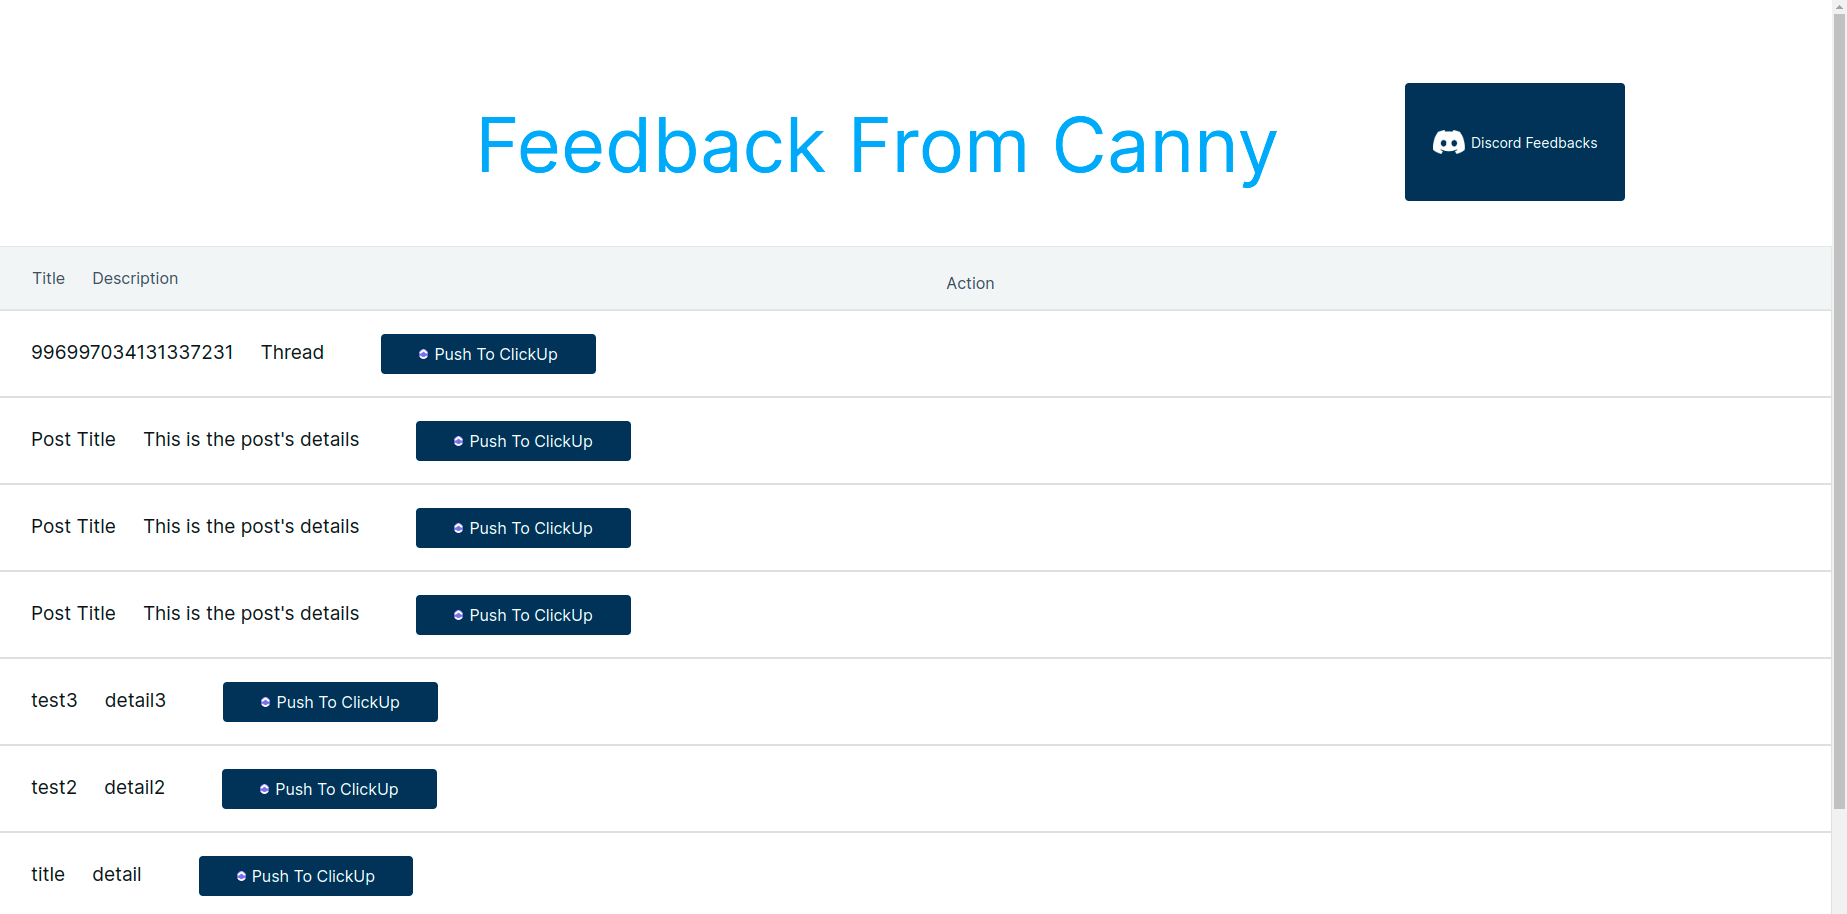 Feedback From Canny
Discord Feedbacks
Title Description Action
996997034131337231 Thread Push To ClickUp
Post Title This is the post's details Push To ClickUp
Post Title This is the post's details Push To ClickUp
Post Title This is the post's details Push To ClickUp
test3 detail3 Push To ClickUp
test2 detail2 Push To ClickUp
title detail Push To ClickUp